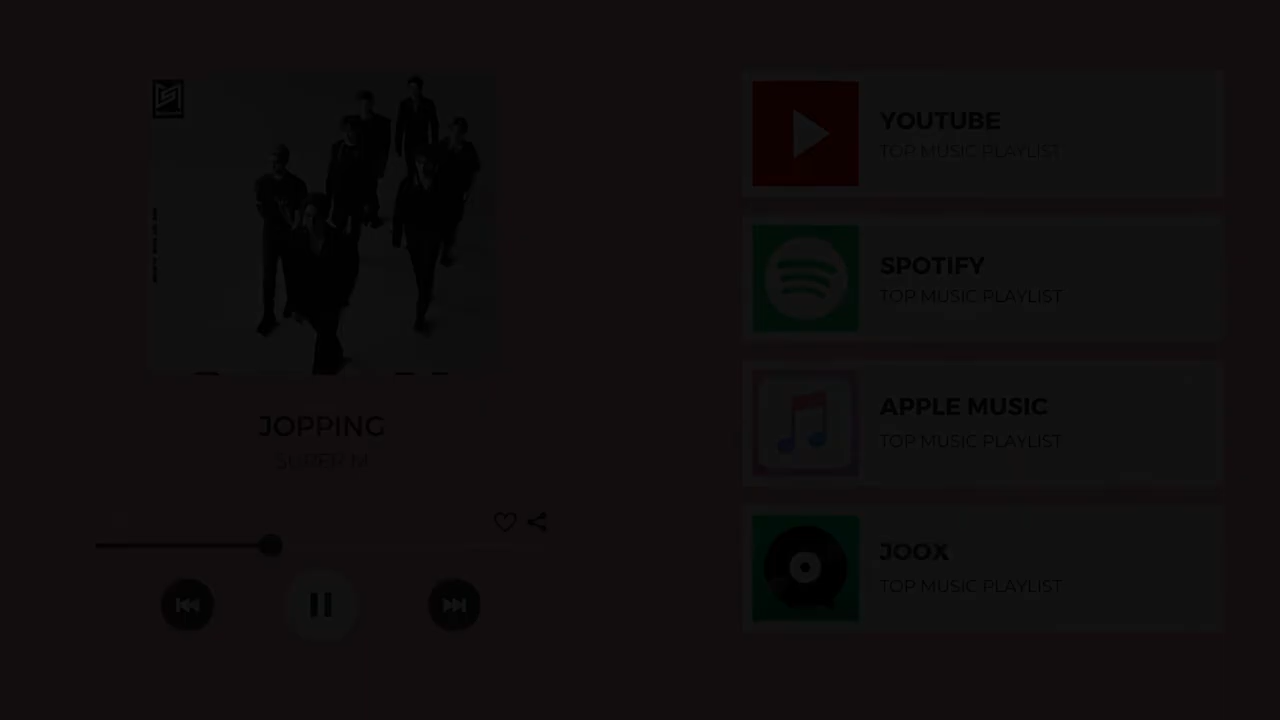 JOPPING
SUPER M
YOUTUBE
TOP MUSIC PLAYLIST
SPOTIFY
TOP MUSIC PLAYLIST
APPLE MUSIC
TOP MUSIC PLAYLIST
JOOX
TOP MUSIC PLAYLIST